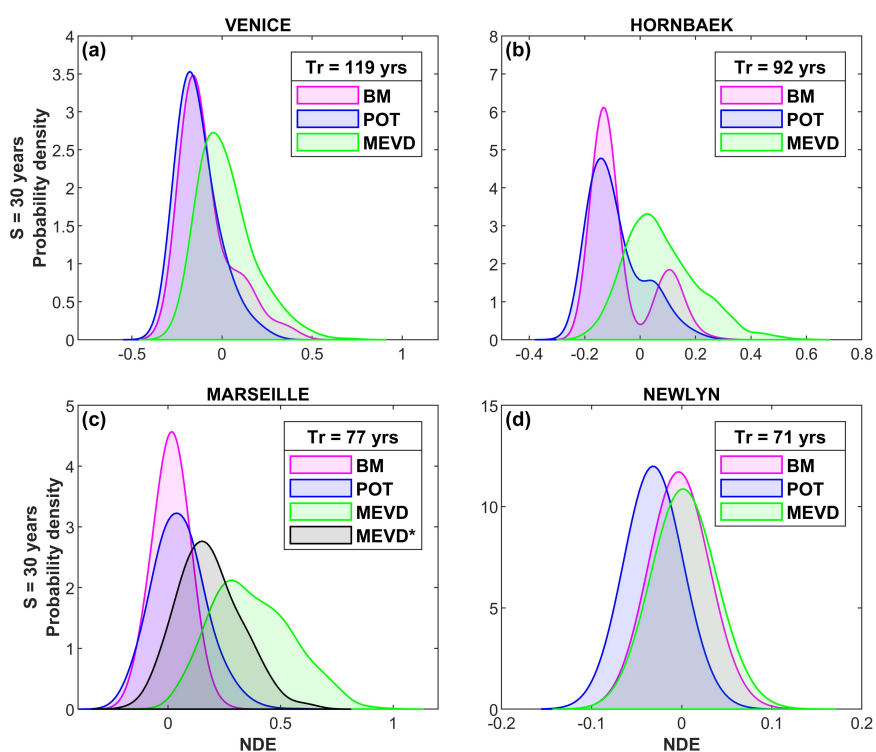 VENICE
(a)
4
3.5
3
2.5
2
1.5
1
0.5
0
-0.5
0
0.5
1
S = 30 years
Probability density
Tr = 119 yrs
BM
POT
MEVD
HORNBAEK
(b)
8
7
6
5
4
3
2
1
0
-0.4
-0.2
0
0.2
0.4
0.6
0.8
Tr = 92 yrs
BM
POT
MEVD
MARSEILLE
(c)
5
4
3
2
1
0
0
0.5
1
S = 30 years
Probability density
NDE
Tr = 77 yrs
BM
POT
MEVD
MEVD*
NEWLYN
(d)
15
10
5
0
-0.2
-0.1
0
0.1
0.2
NDE
Tr = 71 yrs
BM
POT
MEVD